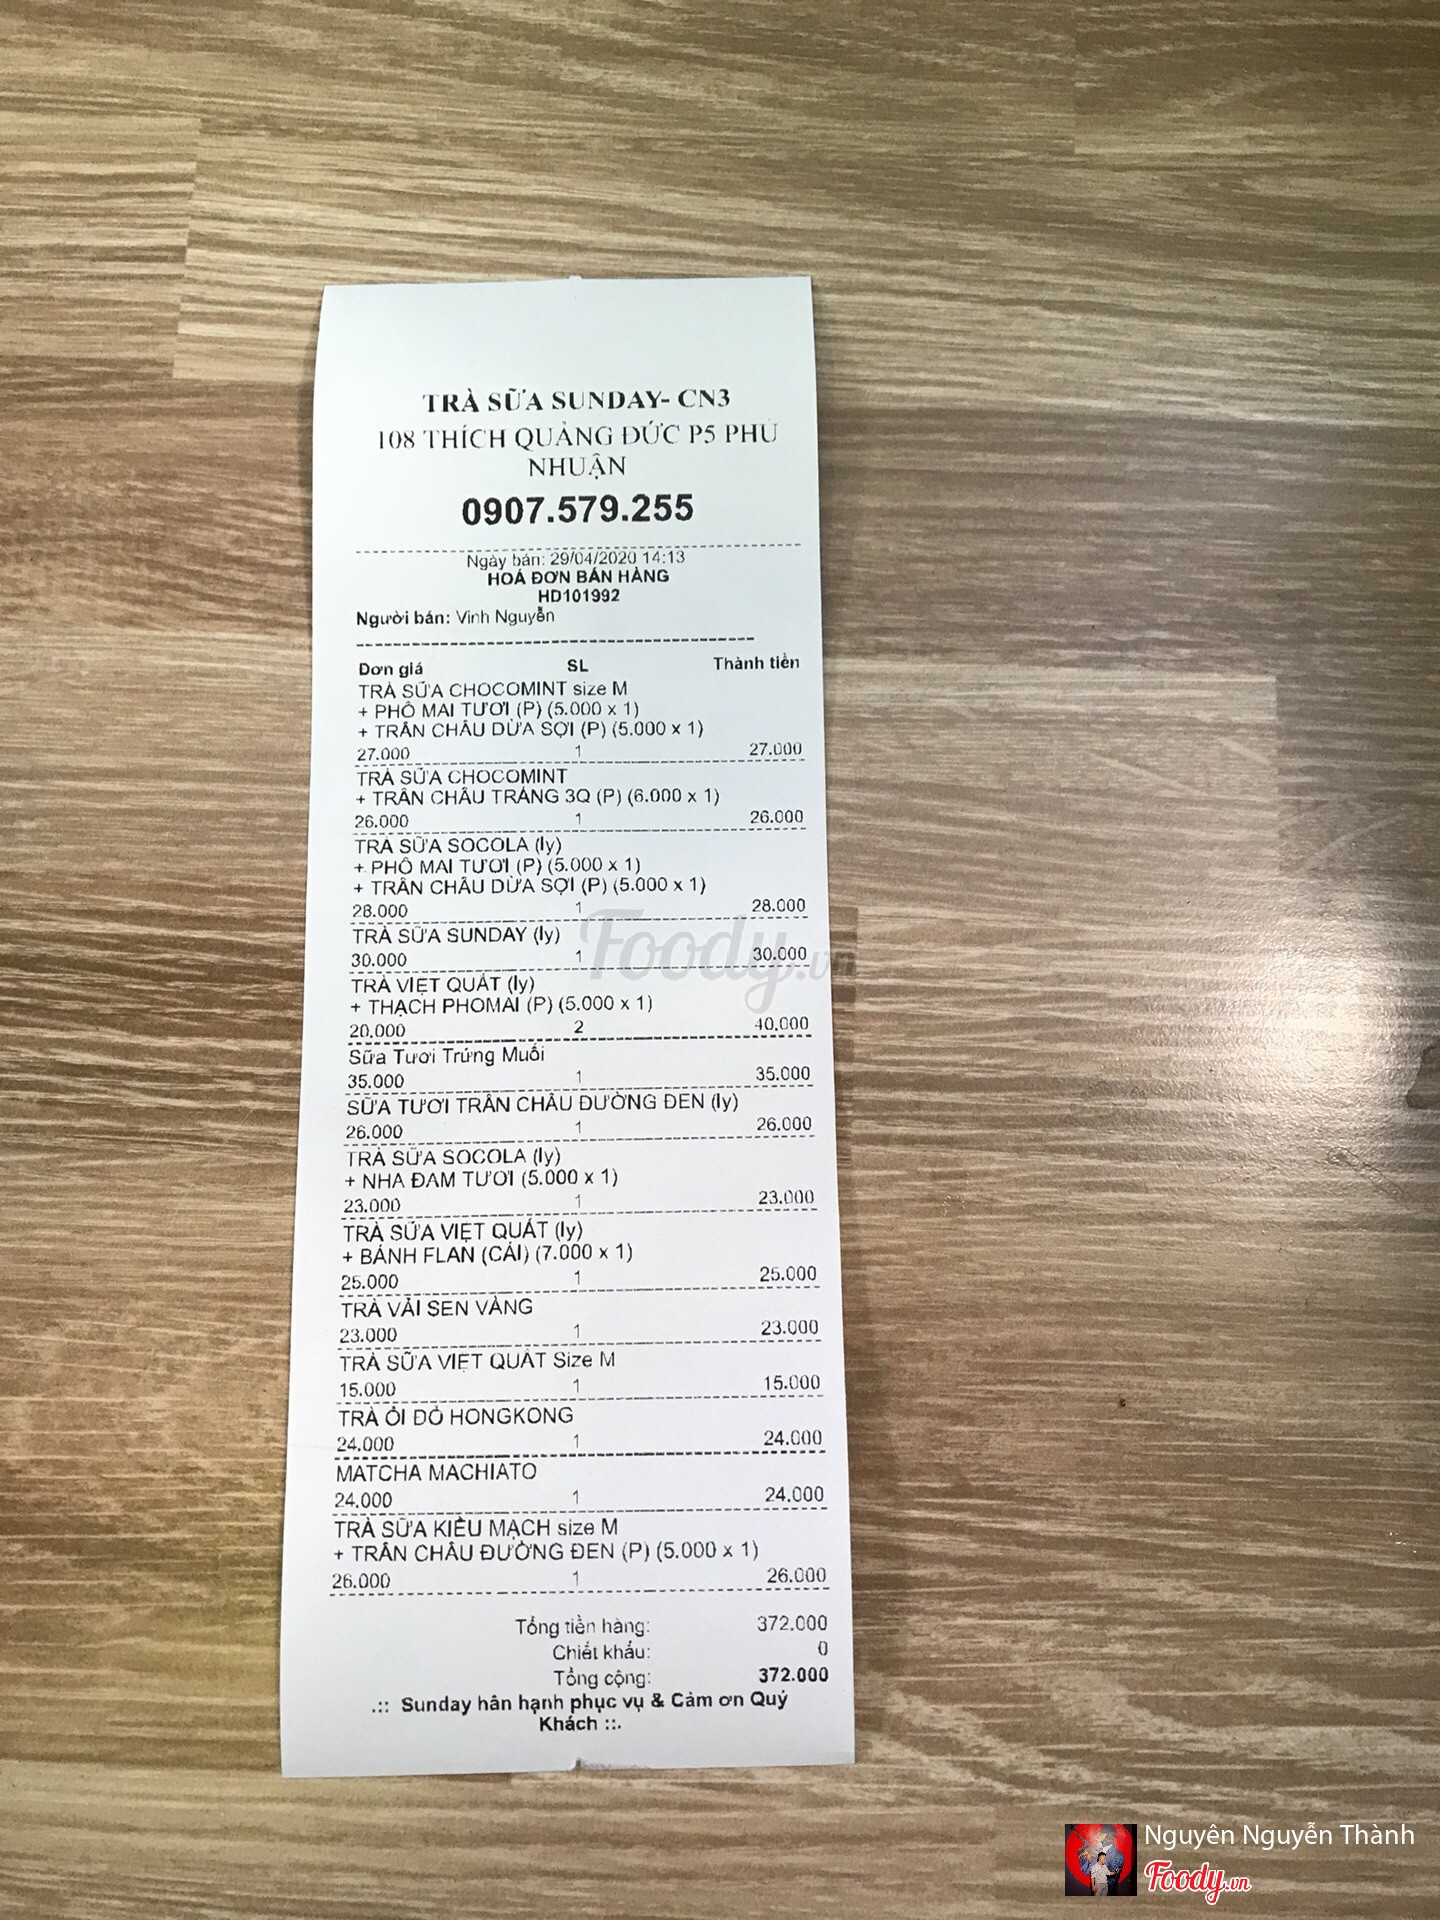 TRÀ SỮA SUNDAY- CN3
108 THÍCH QUẢNG ĐỨC P5 PHÚ
NHUẬN
0907.579.255
Ngày bán: 29/04/2020 14:13
HOÁ ĐƠN BÁN HÀNG
HD101992
Người bán: Vinh Nguyễn
Đơn giá SL Thành tiền
TRÀ SỮA CHOCOMINT size M
+ PHÔ MAI TƯƠI (P) (5.000 x 1)
+ TRÂN CHÂU DỪA SỢI (P) (5.000 x 1)
27.000 1 27.000
TRÀ SỮA CHOCOMINT
+ TRÂN CHÂU TRẮNG 3Q (P) (6.000 x 1)
26.000 1 26.000
TRÀ SỮA SOCOLA (ly)
+ PHÔ MAI TƯƠI (P) (5.000 x 1)
+ TRÂN CHÂU DỪA SỢI (P) (5.000 x 1)
28.000 1 28.000
TRÀ SỮA SUNDAY (ly)
30.000 1 30.000
TRÀ VIỆT QUẤT (ly)
+ THẠCH PHOMAI (P) (5.000 x 1)
20.000 2 40.000
Sữa Tươi Trứng Muối
35.000 1 35.000
SỮA TƯƠI TRÂN CHÂU ĐƯỜNG ĐEN (ly)
26.000 1 26.000
TRÀ SỮA SOCOLA (ly)
+ NHA ĐAM TƯƠI (5.000 x 1)
23.000 1 23.000
TRÀ SỮA VIỆT QUẤT (ly)
+ BÁNH FLAN (CÁI) (7.000 x 1)
25.000 1 25.000
TRÀ VẢI SEN VÀNG
23.000 1 23.000
TRÀ SỮA VIỆT QUẤT Size M
15.000 1 15.000
TRÀ ỔI ĐỎ HONGKONG
24.000 1 24.000
MATCHA MACHIATO
24.000 1 24.000
TRÀ SỮA KIỀU MẠCH size M
+ TRÂN CHÂU ĐƯỜNG ĐEN (P) (5.000 x 1)
26.000 1 26.000
Tổng tiền hàng: 372.000
Chiết khấu: 0
Tổng cộng: 372.000
.:: Sunday hân hạnh phục vụ & Cảm ơn Quý
Khách ::.
Foody.vn
Nguyên Nguyễn Thành
Foody.vn